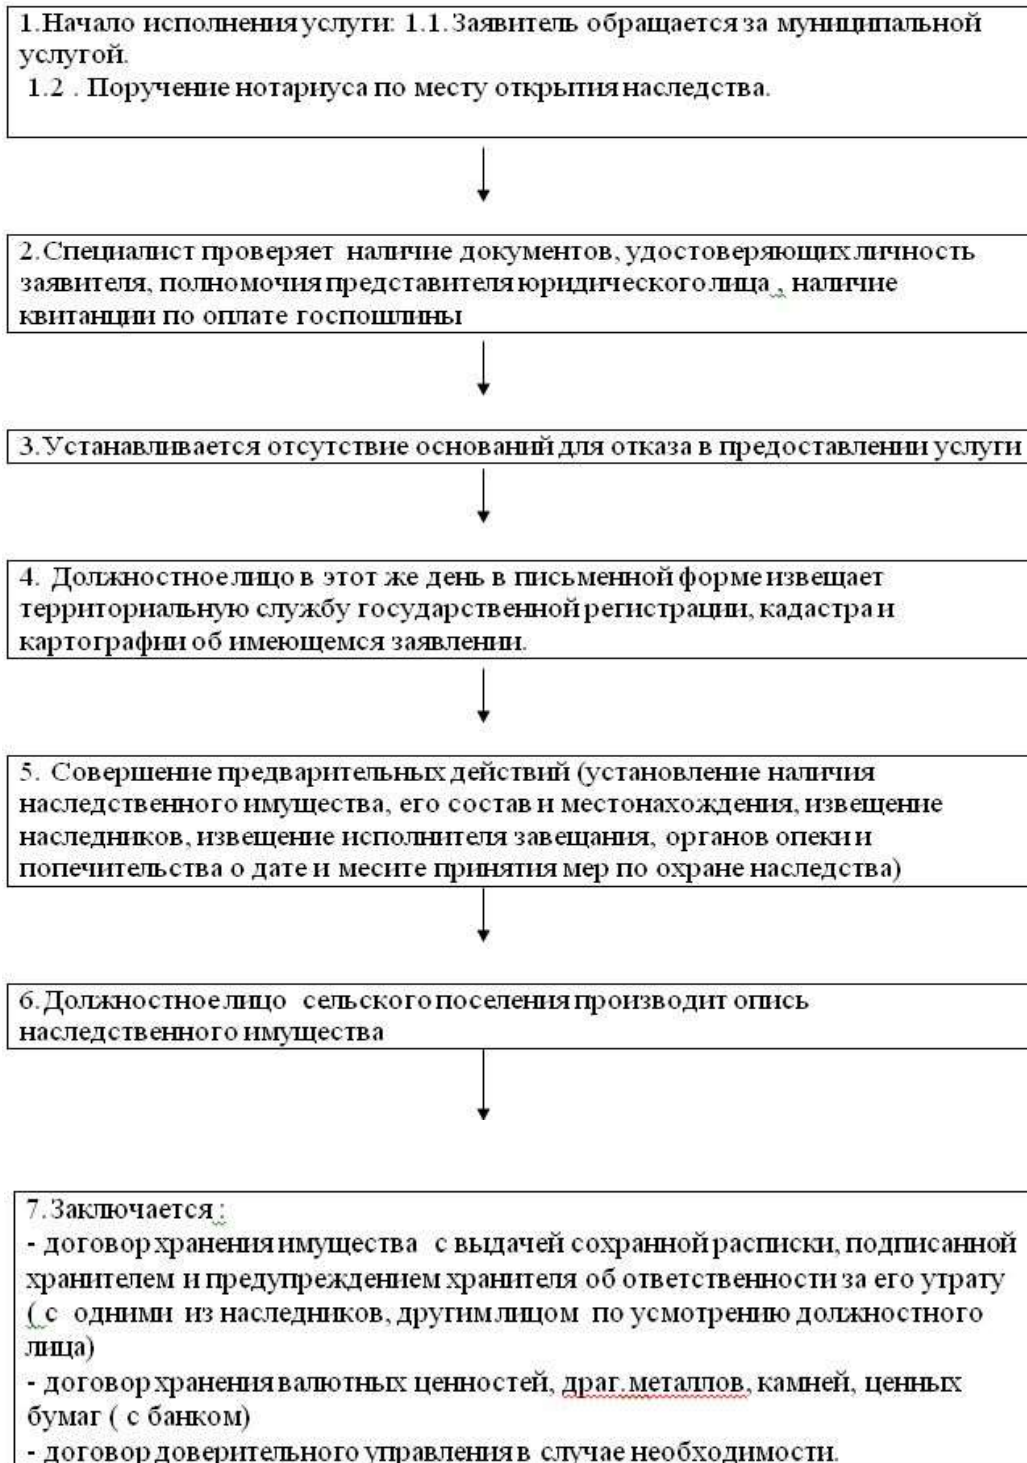 1.Начало исполнения услуги: 1.1.Заявитель обращается за муниципальной
услугой.
1.2 . Поручение нотариуса по месту открытия наследства.
2.Специалист проверяет наличие документов, удостоверяющих личность
заявителя, полномочия представителя юридического лица , наличие
квитанции по оплате госпошлины
3.Устанавливается отсутствие оснований для отказа в предоставлении услуги
4. Должностное лицо в этот же день в письменной форме извещает
территориальную службу государственной регистрации, кадастра и
картографии об имеющемся заявлении.
5. Совершение предварительных действий (установление наличия
наследственного имущества, его состав и местонахождения, извещение
наследников, извещение исполнителя завещания, органов опеки и
попечительства о дате и месите принятия мер по охране наследства)
6.Должностное лицо сельского поселения производит опись
наследственного имущества
7.Заключается :
- договор хранения имущества с выдачей сохранной расписки, подписанной
хранителем и предупреждением хранителя об ответственности за его утрату
( с одними из наследников, другим лицом по усмотрению должностного
лица)
- договор хранения валютных ценностей, драг.металлов, камней, ценных
бумаг ( с банком)
- договор доверительного управления в случае необходимости.